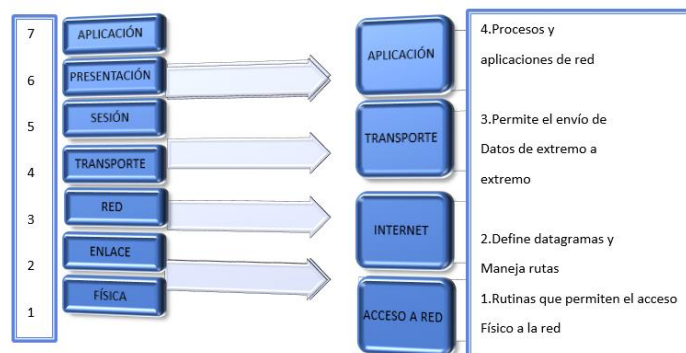 7
APLICACIÓN
6
PRESENTACIÓN
5
SESIÓN
4
TRANSPORTE
3
RED
2
ENLACE
1
FÍSICA
APLICACIÓN
TRANSPORTE
INTERNET
ACCESO A RED
4.Procesos y
aplicaciones de red
3.Permite el envío de
Datos de extremo a
extremo
2.Define datagramas y
Maneja rutas
1.Rutinas que permiten el acceso
Físico a la red